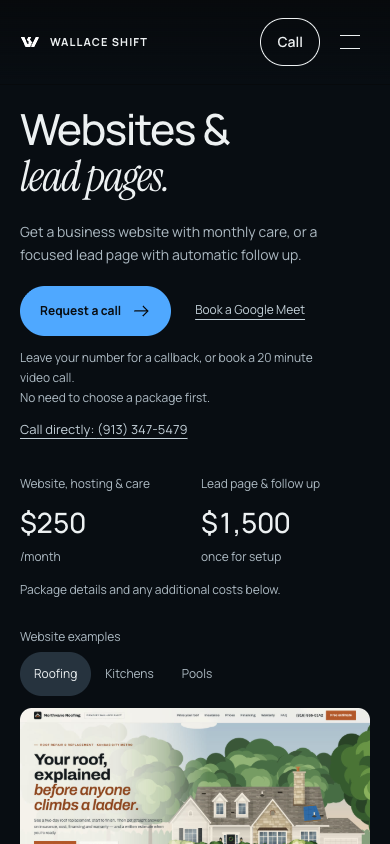 WALLACE SHIFT
Call
Websites &
lead pages.
Get a business website with monthly care, or a
focused lead page with automatic follow up.
Request a call
Book a Google Meet
Leave your number for a callback, or book a 20 minute
video call.
No need to choose a package first.
Call directly: (913) 347-5479
Website, hosting & care
Lead page & follow up
$250
$1,500
/month
once for setup
Package details and any additional costs below.
Website examples
Roofing
Kitchens
Pools
Your roof,
explained
before anyone
climbs a ladder.